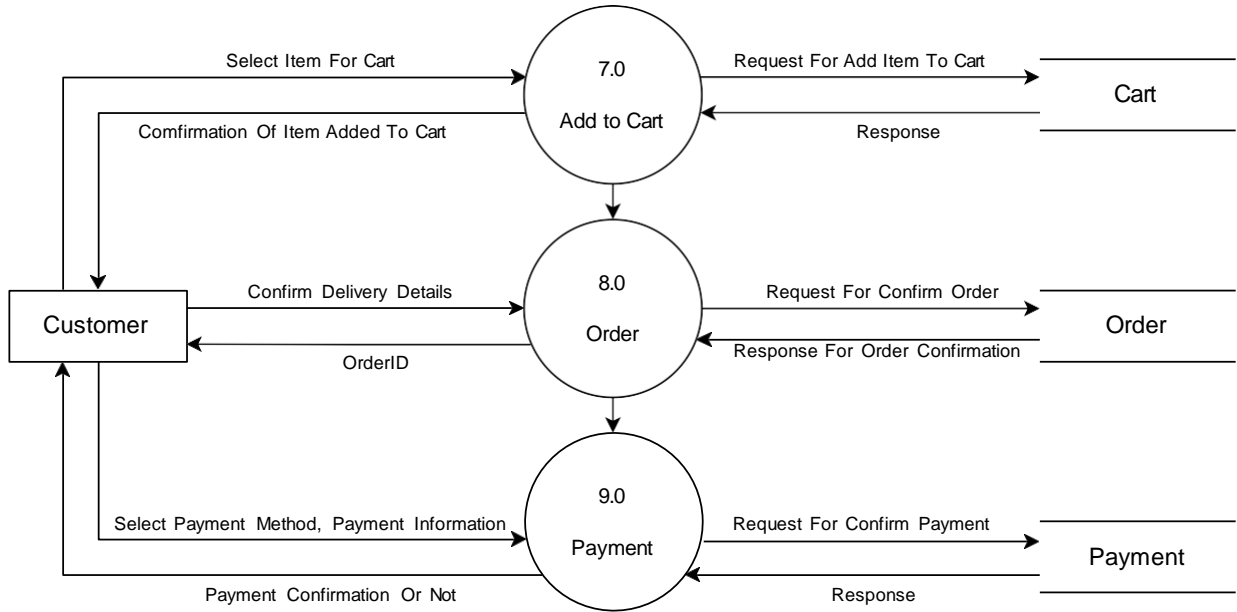 Select Item For Cart
7.0
Request For Add Item To Cart
Add to Cart
Cart
Comfirmation Of Item Added To Cart
Response
Customer
Confirm Delivery Details
8.0
Request For Confirm Order
Order
Order
OrderID
Response For Order Confirmation
9.0
Select Payment Method, Payment Information
Request For Confirm Payment
Payment
Payment
Payment Confirmation Or Not
Response